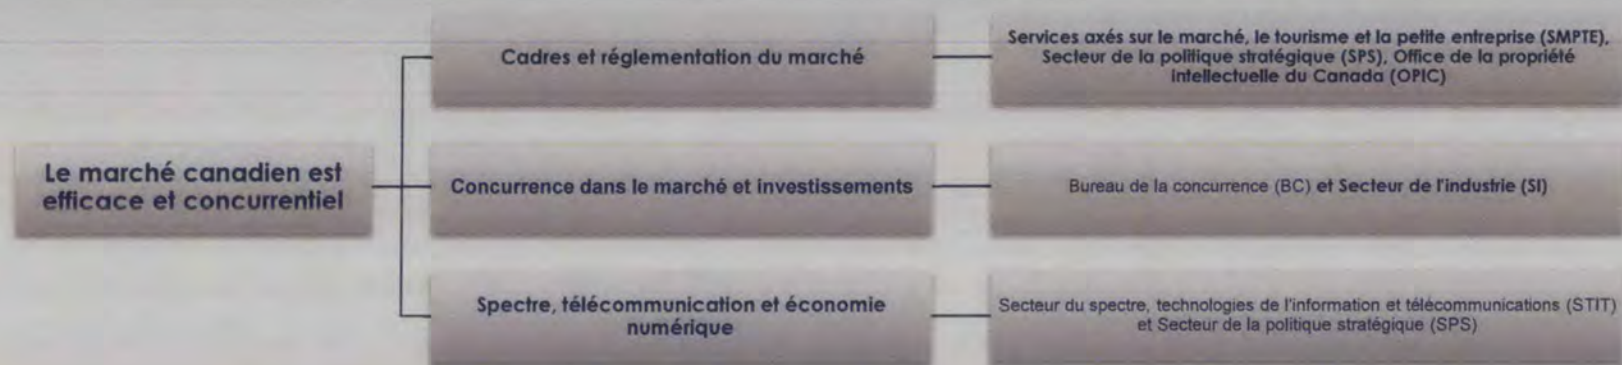 Le marché canadien est
efficace et concurrentiel
Cadres et réglementation du marché
Services axés sur le marché, le tourisme et la petite entreprise (SMPTE),
Secteur de la politique stratégique (SPS), Office de la propriété
intellectuelle du Canada (OPIC)
Concurrence dans le marché et investissements
Bureau de la concurrence (BC) et Secteur de l'industrie (SI)
Spectre, télécommunication et économie
numérique
Secteur du spectre, technologies de l'information et télécommunications (STIT)
et Secteur de la politique stratégique (SPS)